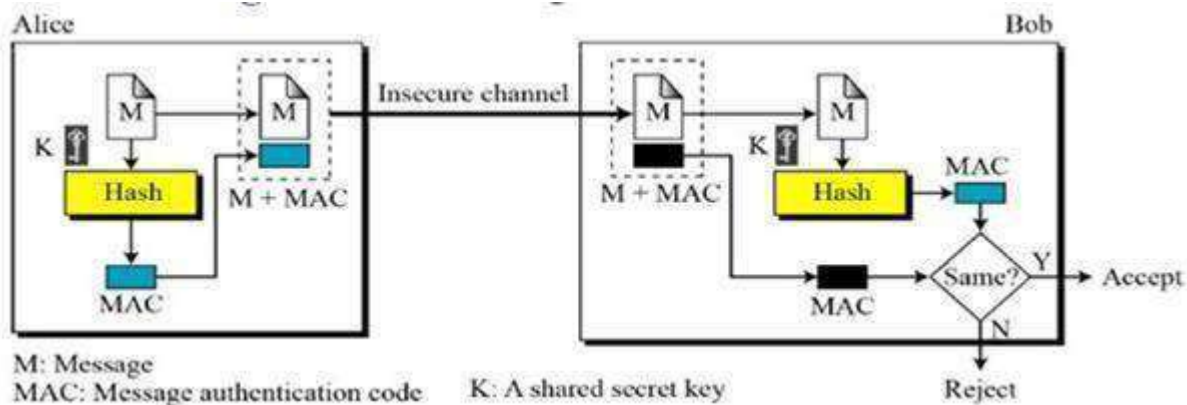 Alice
Bob
M
M
Insecure channel
M
M
K
K
Hash
M + MAC
M + MAC
Hash
MAC
MAC
MAC
Same?
Y
Accept
N
M: Message
MAC: Message authentication code
K: A shared secret key
Reject